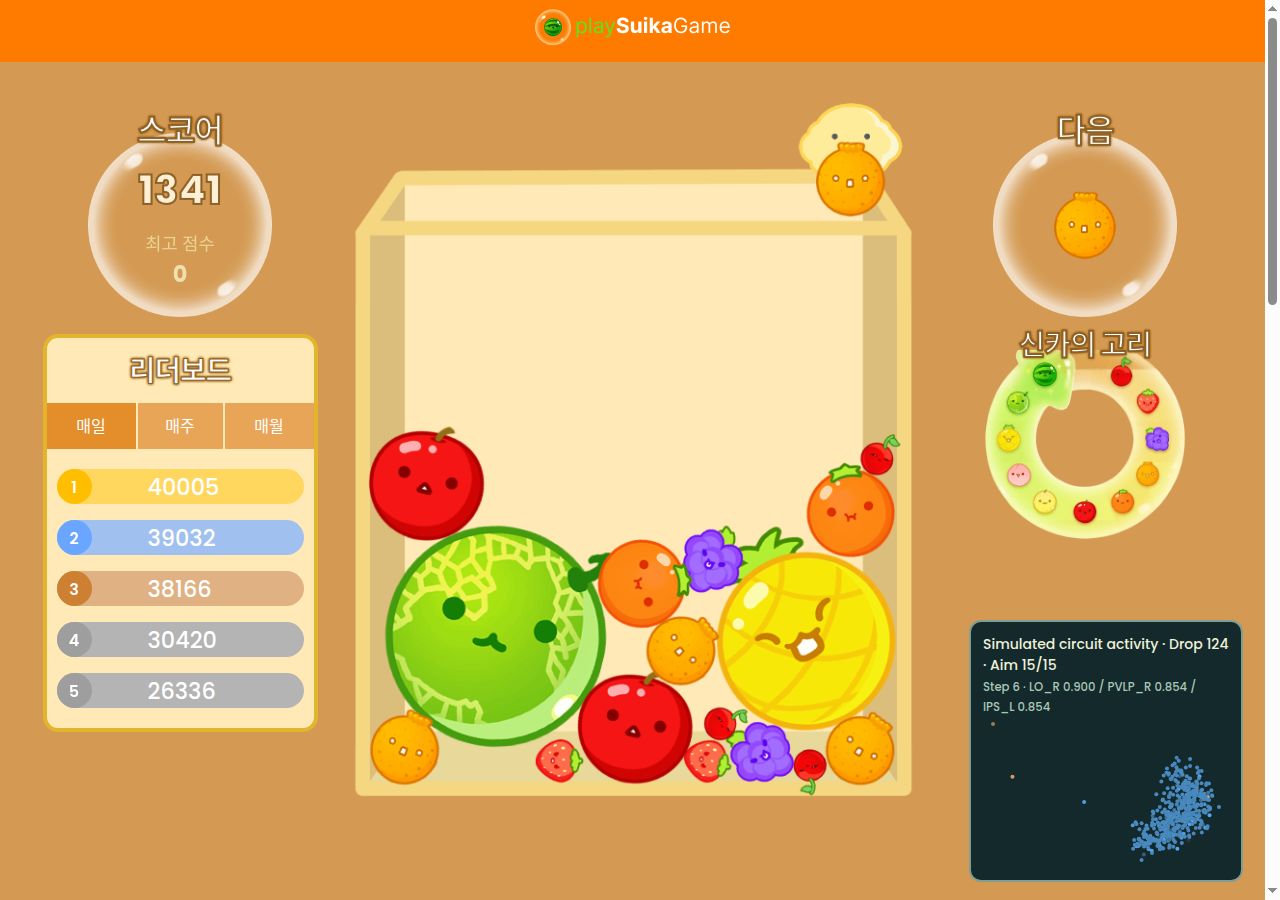 playSuikaGame
스코어
1341
최고 점수
0
다음
신카의 고리
리더보드
매일 매주 매월
1 40005
2 39032
3 38166
4 30420
5 26336
Simulated circuit activity · Drop 124
· Aim 15/15
Step 6 · LO_R 0.900 / PVLP_R 0.854 /
IPS_L 0.854